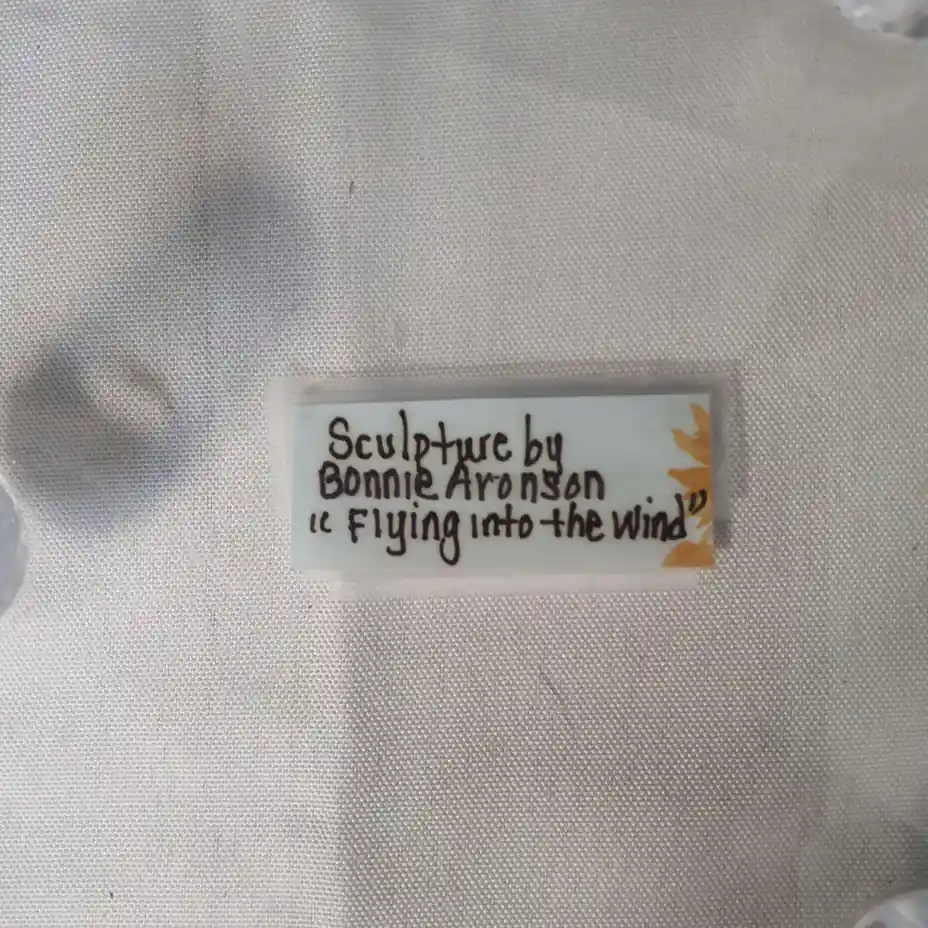 Sculpture by
Bonnie Aronson
"Flying into the Wind"